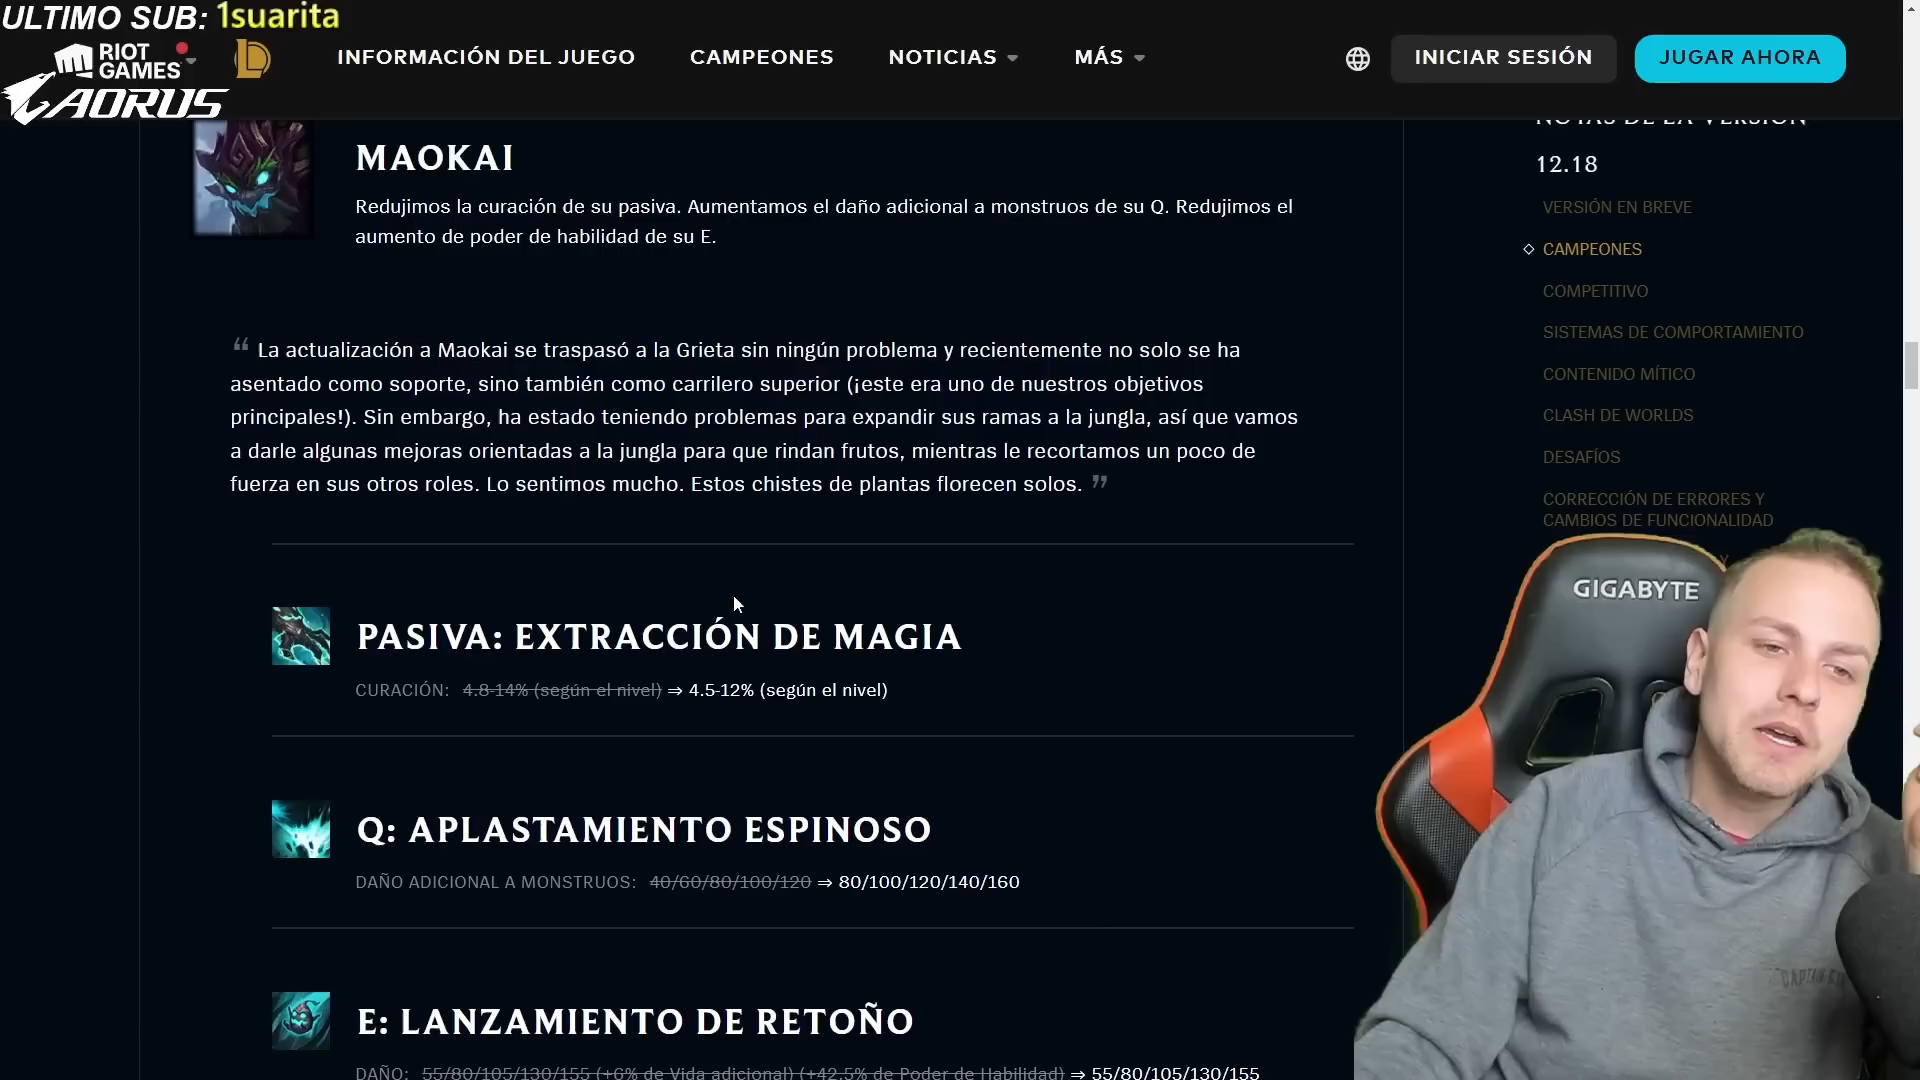 ULTIMO SUB: 1suarita
RIOT GAMES
AORUS
INFORMACIÓN DEL JUEGO
CAMPEONES
NOTICIAS
MÁS
INICIAR SESIÓN
JUGAR AHORA
MAOKAI
Redujimos la curación de su pasiva. Aumentamos el daño adicional a monstruos de su Q. Redujimos el
aumento de poder de habilidad de su E.
“ La actualización a Maokai se traspasó a la Grieta sin ningún problema y recientemente no solo se ha
asentado como soporte, sino también como carrilero superior (¡este era uno de nuestros objetivos
principales!). Sin embargo, ha estado teniendo problemas para expandir sus ramas a la jungla, así que vamos
a darle algunas mejoras orientadas a la jungla para que rindan frutos, mientras le recortamos un poco de
fuerza en sus otros roles. Lo sentimos mucho. Estos chistes de plantas florecen solos. ”
PASIVA: EXTRACCIÓN DE MAGIA
CURACIÓN: 4.8-14% (según el nivel) ⇒ 4.5-12% (según el nivel)
Q: APLASTAMIENTO ESPINOSO
DAÑO ADICIONAL A MONSTRUOS: 40/60/80/100/120 ⇒ 80/100/120/140/160
E: LANZAMIENTO DE RETOÑO
DAÑO: 55/80/105/130/155 (+6% de Vida adicional) (+42.5% de Poder de Habilidad) ⇒ 55/80/105/130/155
NOTAS DE LA VERSIÓN
12.18
VERSIÓN EN BREVE
CAMPEONES
COMPETITIVO
SISTEMAS DE COMPORTAMIENTO
CONTENIDO MÍTICO
CLASH DE WORLDS
DESAFÍOS
CORRECCIÓN DE ERRORES Y
CAMBIOS DE FUNCIONALIDAD
Y
GIGABYTE